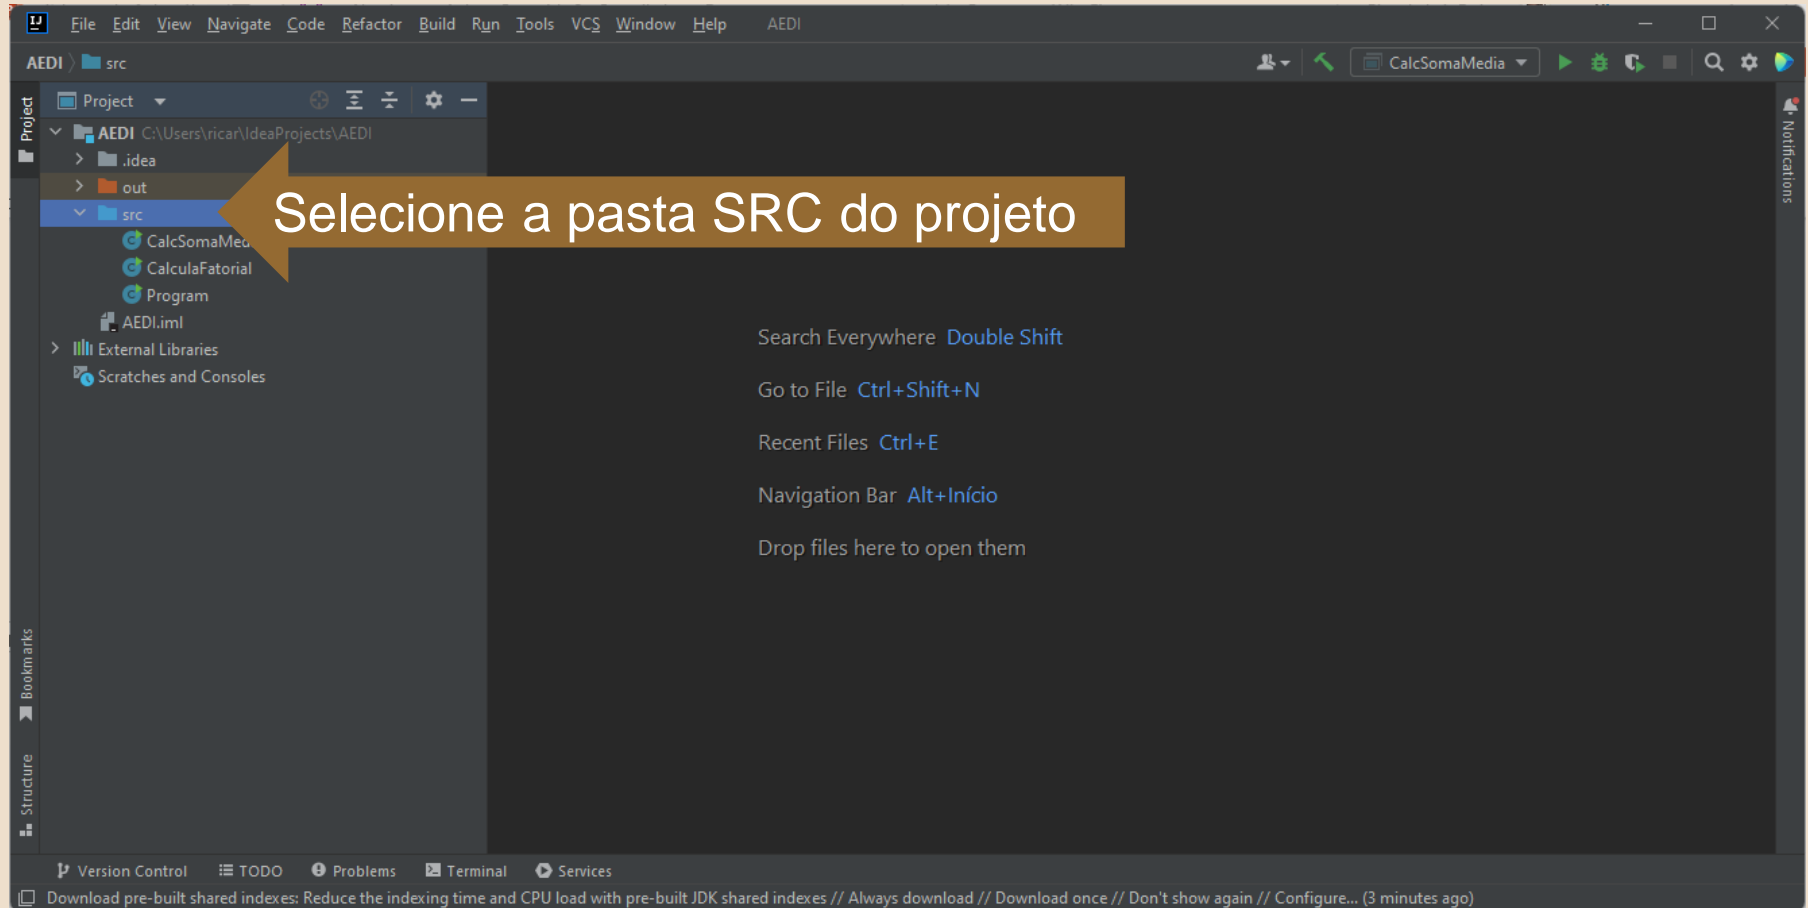 File Edit View Navigate Code Refactor Build Run Tools VCS Window Help AEDI
AEDI src
CalcSomaMedia
Project
Project
AEDI C:\Users\ricar\IdeaProjects\AEDI
.idea
out
src
Selecione a pasta SRC do projeto
CalcSomaMed
CalculaFatorial
Program
AEDI.iml
External Libraries
Scratches and Consoles
Search Everywhere Double Shift
Go to File Ctrl+Shift+N
Recent Files Ctrl+E
Navigation Bar Alt+Início
Drop files here to open them
Notifications
Bookmarks
Structure
Version Control TODO Problems Terminal Services
Download pre-built shared indexes: Reduce the indexing time and CPU load with pre-built JDK shared indexes // Always download // Download once // Don't show again // Configure... (3 minutes ago)